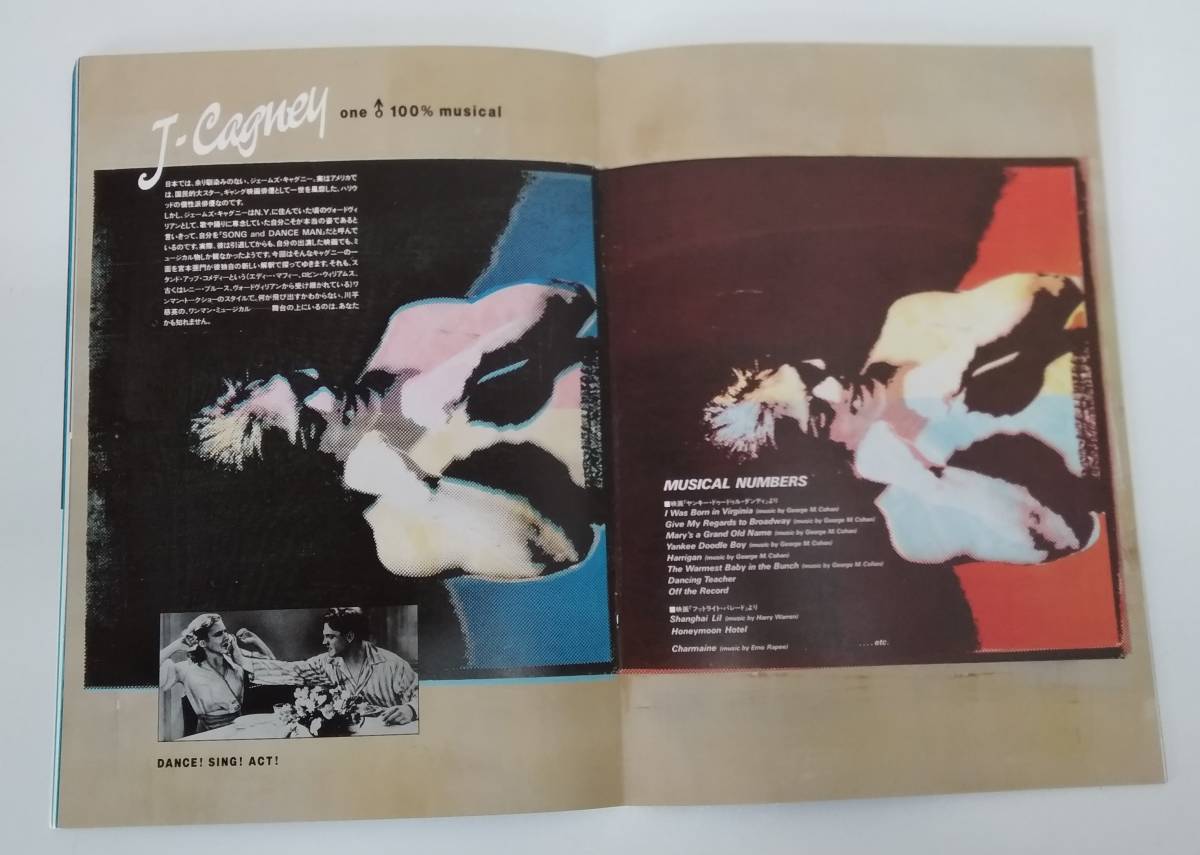 J-Cagney
one ♂ 100% musical
日本では、余り馴染みのない、ジェームズ・キャグニー。実はアメリカで
は、国民的大スター。ギャング映画俳優として一世を風靡した、ハリウ
ッドの個性派俳優なのです。
しかし、ジェームズ・キャグニーはN.Y.に住んでいた頃のヴォードヴィ
リアンとして、歌や踊りに専念していた自分こそが本当の姿であると
言いきって、自分を「SONG and DANCE MAN」だと呼んで
いるのです。実際、彼は引退してからも、自分の出演した映画でも、ミ
ュージカル物しか観なかったようです。今回はそんなキャグニーの一
面を宮本亜門が彼独自の新しい解釈で探ってゆきます。それも、ス
タンド・アップ・コメディーという(エディー・マフィー、ロビン・ウィリアムス、
古くはレニー・ブルース、ヴォードヴィリアンから受け継がれている)ワ
ンマン・トークショーのスタイルで、何が飛び出すかわからない、川平
慈英の、ワンマン・ミュージカル——舞台の上にいるのは、あなた
かも知れません。
DANCE! SING! ACT!
MUSICAL NUMBERS
■映画「ヤンキー・ドゥードゥル・ダンディ」より
I Was Born in Virginia (music by George M. Cohan)
Give My Regards to Broadway (music by George M. Cohan)
Mary's a Grand Old Name (music by George M. Cohan)
Yankee Doodle Boy (music by George M. Cohan)
Harrigan (music by George M. Cohan)
The Warmest Baby in the Bunch (music by George M. Cohan)
Dancing Teacher
Off the Record
■映画「フットライト・パレード」より
Shanghai Lil (music by Harry Warren)
Honeymoon Hotel
Charmaine (music by Erno Rapee) ....etc.